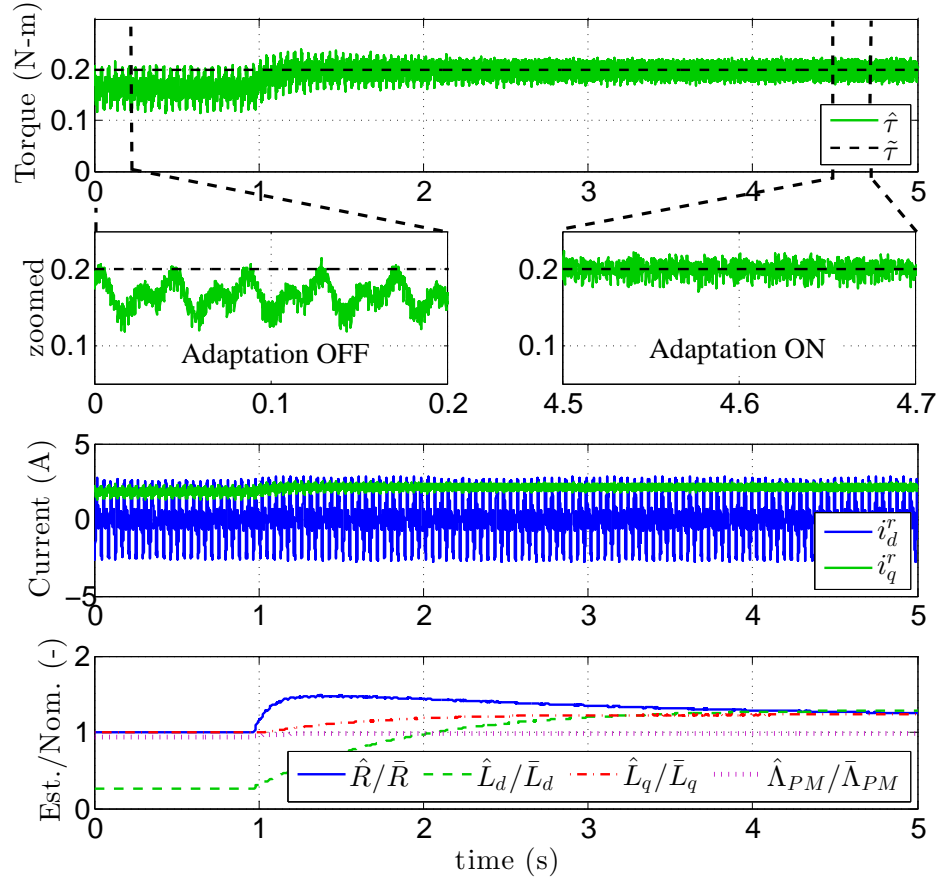 Torque (N-m)
0.2
0.1
0
τ̂
τ̃
0 1 2 3 4 5
zoomed
0.2
0.1
Adaptation OFF
0 0.1 0.2
0.2
0.1
Adaptation ON
4.5 4.6 4.7
Current (A)
5
0
−5
i_d^r
i_q^r
0 1 2 3 4 5
Est./Nom. (-)
2
1
0
R̂/R̄ L̂_d/L̄_d L̂_q/L̄_q Λ̂_PM/Λ̄_PM
0 1 2 3 4 5
time (s)